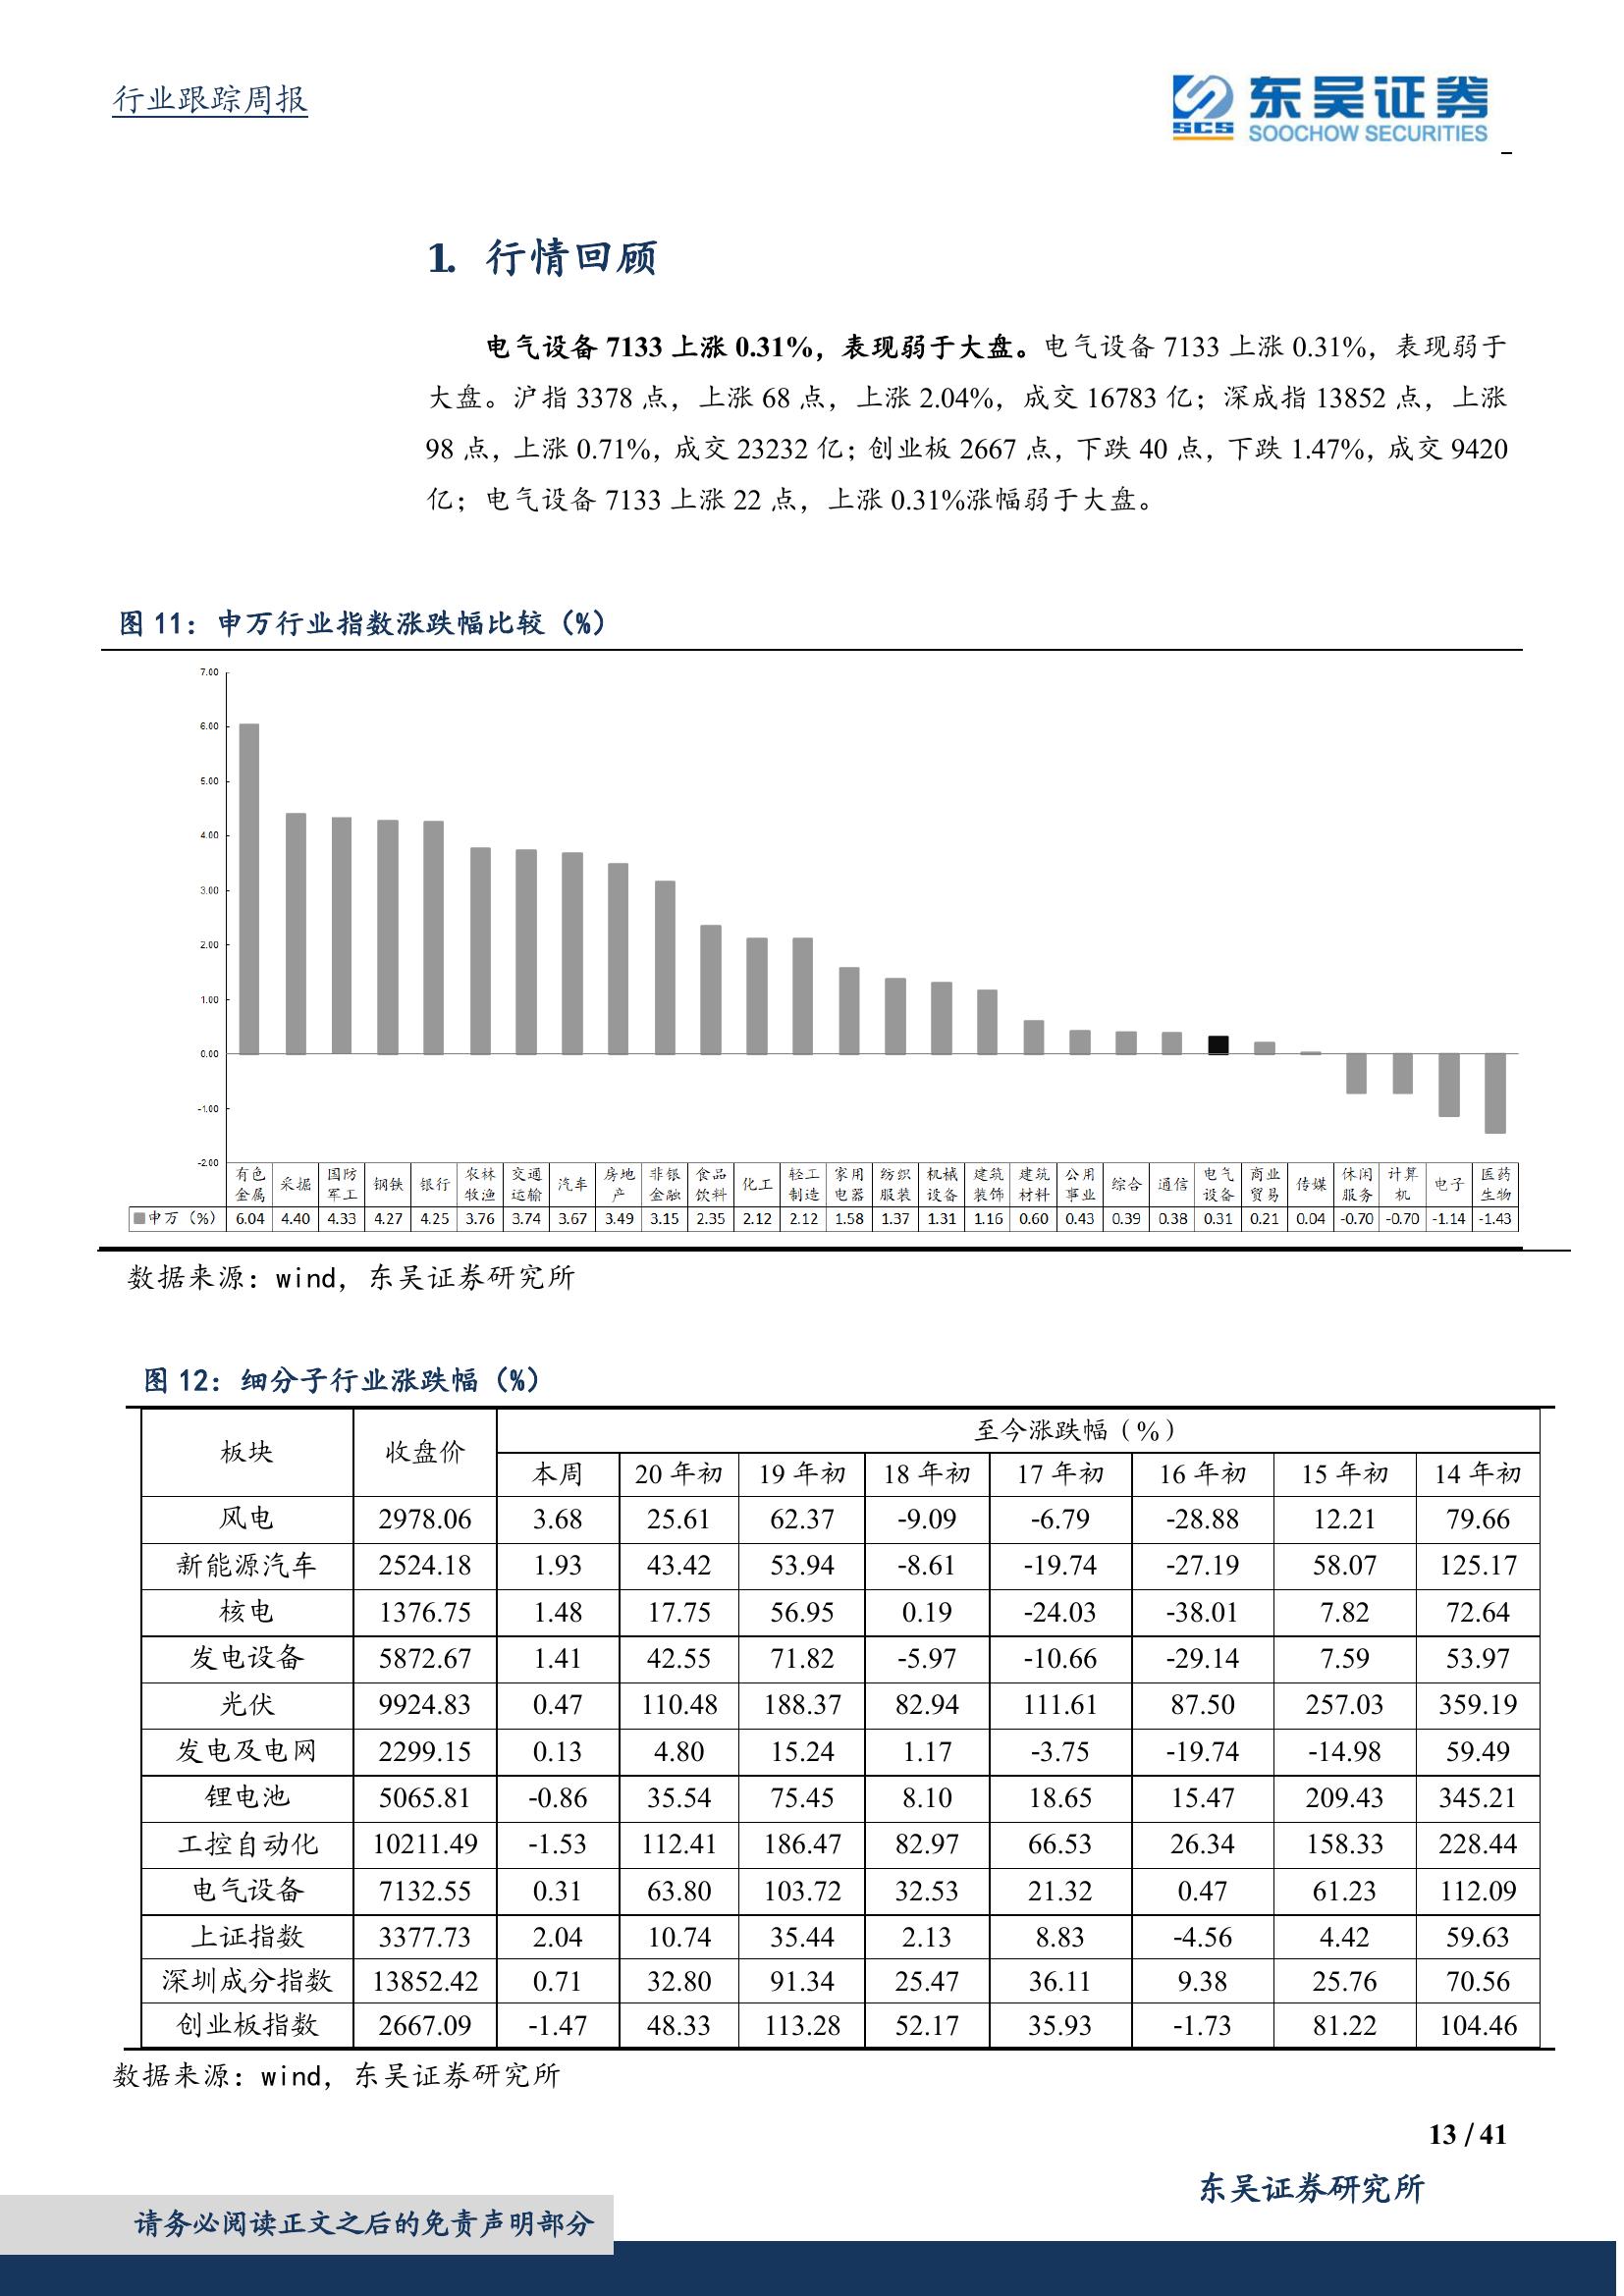 行业跟踪周报
SCS
东吴证券
SOOCHOW SECURITIES
1. 行情回顾
电气设备 7133 上涨 0.31%，表现弱于大盘。电气设备 7133 上涨 0.31%，表现弱于
大盘。沪指 3378 点，上涨 68 点，上涨 2.04%，成交 16783 亿；深成指 13852 点，上涨
98 点，上涨 0.71%，成交 23232 亿；创业板 2667 点，下跌 40 点，下跌 1.47%，成交 9420
亿；电气设备 7133 上涨 22 点，上涨 0.31%涨幅弱于大盘。
图 11：申万行业指数涨跌幅比较（%）
7.00
6.00
5.00
4.00
3.00
2.00
1.00
0.00
-1.00
-2.00
有色金属 采掘 国防军工 钢铁 银行 农林牧渔 交通运输 汽车 房地产 非银金融 食品饮料 化工 轻工制造 家用电器 纺织服装 机械设备 建筑装饰 建筑材料 公用事业 综合 通信 电气设备 商业贸易 传媒 休闲服务 计算机 电子 医药生物
申万（%） 6.04 4.40 4.33 4.27 4.25 3.76 3.74 3.67 3.49 3.15 2.35 2.12 2.12 1.58 1.37 1.31 1.16 0.60 0.43 0.39 0.38 0.31 0.21 0.04 -0.70 -0.70 -1.14 -1.43
数据来源：wind，东吴证券研究所
图 12：细分子行业涨跌幅（%）
板块 收盘价 至今涨跌幅（%）
本周 20 年初 19 年初 18 年初 17 年初 16 年初 15 年初 14 年初
风电 2978.06 3.68 25.61 62.37 -9.09 -6.79 -28.88 12.21 79.66
新能源汽车 2524.18 1.93 43.42 53.94 -8.61 -19.74 -27.19 58.07 125.17
核电 1376.75 1.48 17.75 56.95 0.19 -24.03 -38.01 7.82 72.64
发电设备 5872.67 1.41 42.55 71.82 -5.97 -10.66 -29.14 7.59 53.97
光伏 9924.83 0.47 110.48 188.37 82.94 111.61 87.50 257.03 359.19
发电及电网 2299.15 0.13 4.80 15.24 1.17 -3.75 -19.74 -14.98 59.49
锂电池 5065.81 -0.86 35.54 75.45 8.10 18.65 15.47 209.43 345.21
工控自动化 10211.49 -1.53 112.41 186.47 82.97 66.53 26.34 158.33 228.44
电气设备 7132.55 0.31 63.80 103.72 32.53 21.32 0.47 61.23 112.09
上证指数 3377.73 2.04 10.74 35.44 2.13 8.83 -4.56 4.42 59.63
深圳成分指数 13852.42 0.71 32.80 91.34 25.47 36.11 9.38 25.76 70.56
创业板指数 2667.09 -1.47 48.33 113.28 52.17 35.93 -1.73 81.22 104.46
数据来源：wind，东吴证券研究所
13 / 41
东吴证券研究所
请务必阅读正文之后的免责声明部分